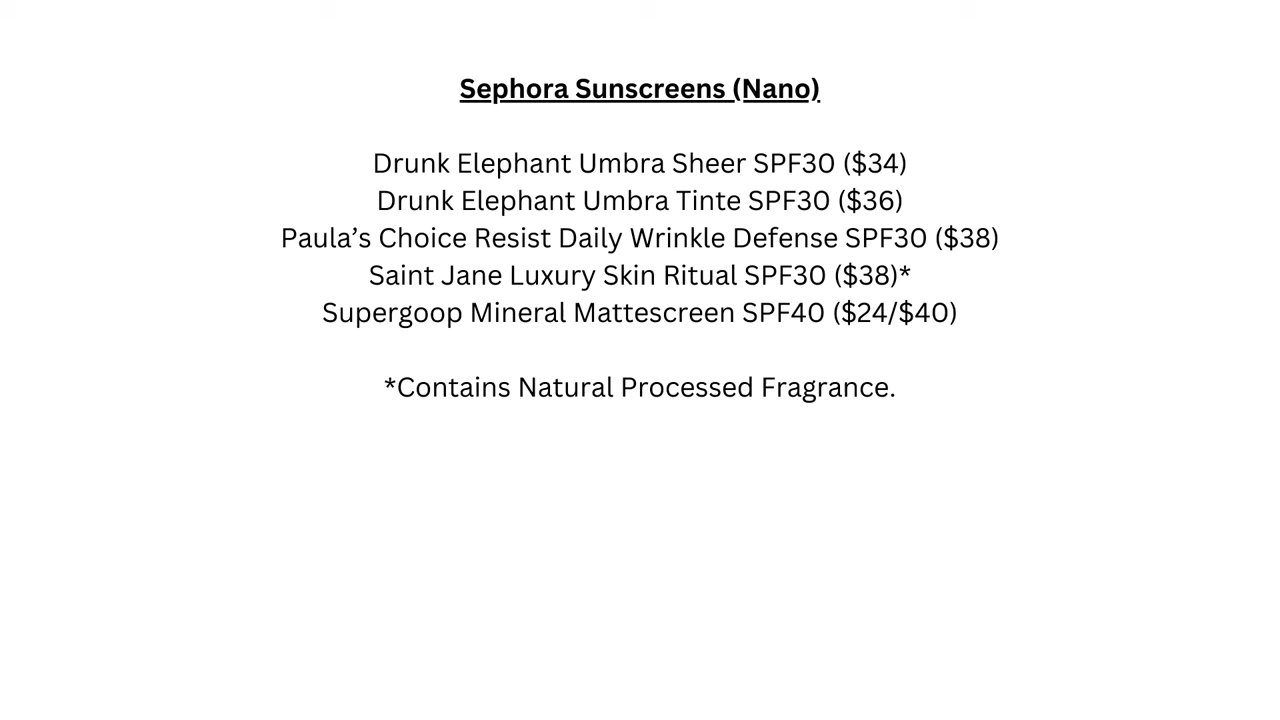 Sephora Sunscreens (Nano)
Drunk Elephant Umbra Sheer SPF30 ($34)
Drunk Elephant Umbra Tinte SPF30 ($36)
Paula’s Choice Resist Daily Wrinkle Defense SPF30 ($38)
Saint Jane Luxury Skin Ritual SPF30 ($38)*
Supergoop Mineral Mattescreen SPF40 ($24/$40)
*Contains Natural Processed Fragrance.